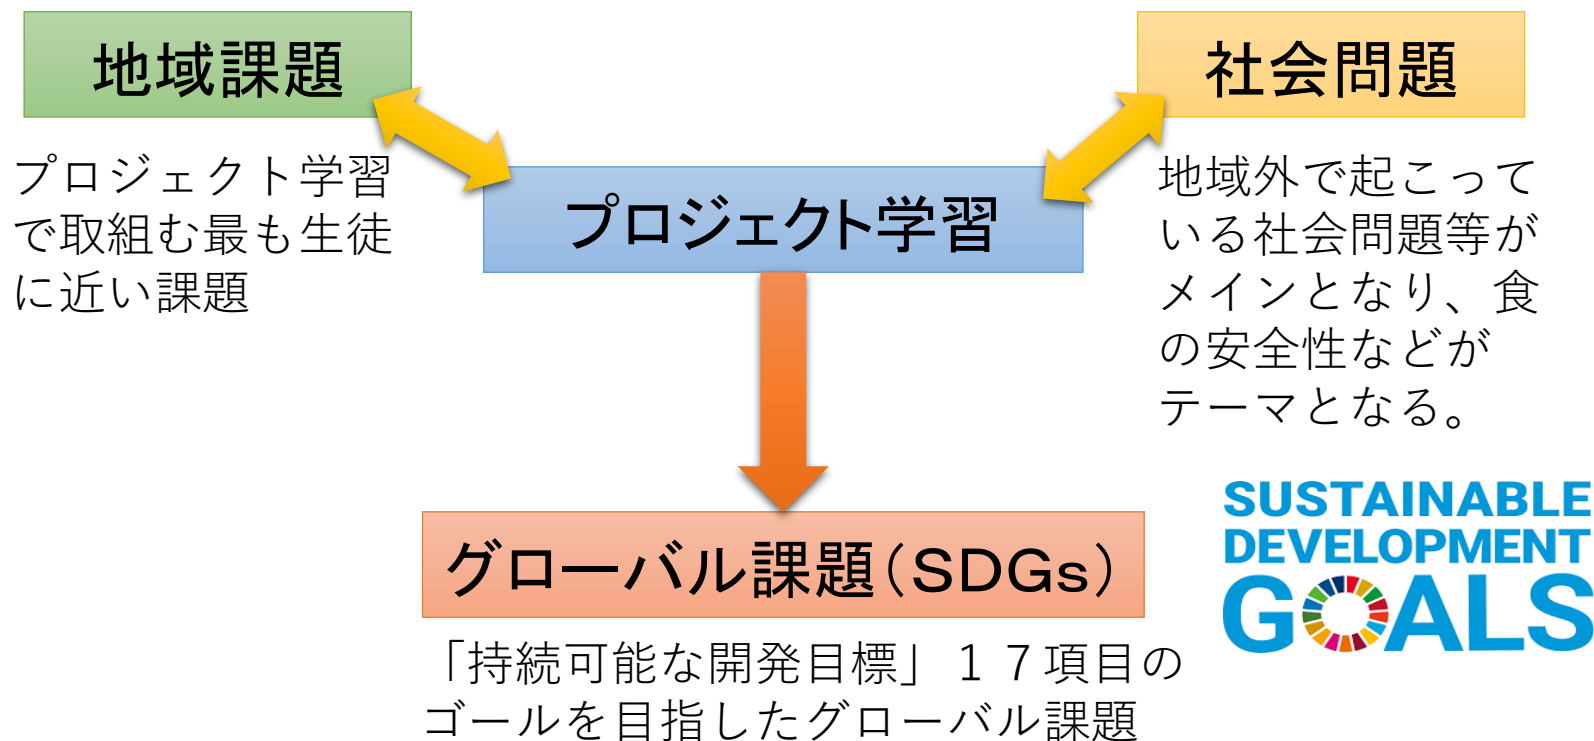 地域課題
社会問題
プロジェクト学習
で取組む最も生徒
に近い課題
プロジェクト学習
地域外で起こって
いる社会問題等が
メインとなり、食
の安全性などが
テーマとなる。
グローバル課題（SDGs）
「持続可能な開発目標」１７項目の
ゴールを目指したグローバル課題
SUSTAINABLE
DEVELOPMENT
GOALS